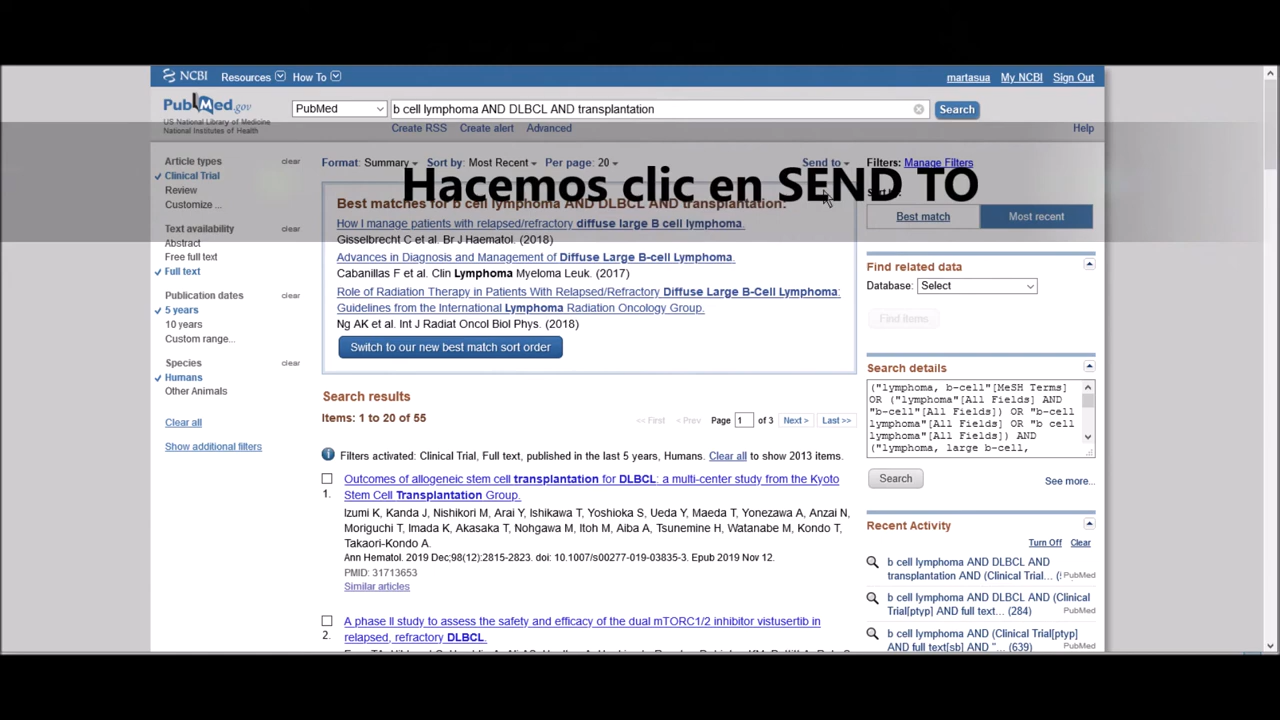 NCBI Resources How To
martasua My NCBI Sign Out
PubMed.gov
US National Library of Medicine
National Institutes of Health
PubMed
b cell lymphoma AND DLBCL AND transplantation
Search
Create RSS Create alert Advanced
Help
Hacemos clic en SEND TO
Article types clear
Clinical Trial
Review
Customize ...
Text availability clear
Abstract
Free full text
Full text
Publication dates clear
5 years
10 years
Custom range...
Species clear
Humans
Other Animals
Clear all
Show additional filters
Format: Summary Sort by: Most Recent Per page: 20 Send to
Best matches for b cell lymphoma AND DLBCL AND transplantation:
How I manage patients with relapsed/refractory diffuse large B cell lymphoma.
Gisselbrecht C et al. Br J Haematol. (2018)
Advances in Diagnosis and Management of Diffuse Large B-cell Lymphoma.
Cabanillas F et al. Clin Lymphoma Myeloma Leuk. (2017)
Role of Radiation Therapy in Patients With Relapsed/Refractory Diffuse Large B-Cell Lymphoma:
Guidelines from the International Lymphoma Radiation Oncology Group.
Ng AK et al. Int J Radiat Oncol Biol Phys. (2018)
Switch to our new best match sort order
Search results
Items: 1 to 20 of 55
<< First < Prev Page 1 of 3 Next > Last >>
Filters activated: Clinical Trial, Full text, published in the last 5 years, Humans. Clear all to show 2013 items.
Outcomes of allogeneic stem cell transplantation for DLBCL: a multi-center study from the Kyoto
1. Stem Cell Transplantation Group.
Izumi K, Kanda J, Nishikori M, Arai Y, Ishikawa T, Yoshioka S, Ueda Y, Maeda T, Yonezawa A, Anzai N,
Moriguchi T, Imada K, Akasaka T, Nohgawa M, Itoh M, Aiba A, Tsunemine H, Watanabe M, Kondo T,
Takaori-Kondo A.
Ann Hematol. 2019 Dec;98(12):2815-2823. doi: 10.1007/s00277-019-03835-3. Epub 2019 Nov 12.
PMID: 31713653
Similar articles
A phase II study to assess the safety and efficacy of the dual mTORC1/2 inhibitor vistusertib in
2. relapsed, refractory DLBCL.
Filters: Manage Filters
Best match Most recent
Find related data
Database: Select
Find items
Search details
("lymphoma, b-cell"[MeSH Terms]
OR ("lymphoma"[All Fields] AND
"b-cell"[All Fields]) OR "b-cell
lymphoma"[All Fields] OR ("b cell
lymphoma"[All Fields]) AND
("lymphoma, large b-cell,
Search
See more...
Recent Activity
Turn Off Clear
b cell lymphoma AND DLBCL AND
transplantation AND (Clinical Trial... PubMed
b cell lymphoma AND DLBCL AND (Clinical
Trial[ptyp] AND full text... (284) PubMed
b cell lymphoma AND (Clinical Trial[ptyp]
AND full text[sb] AND "... (639) PubMed